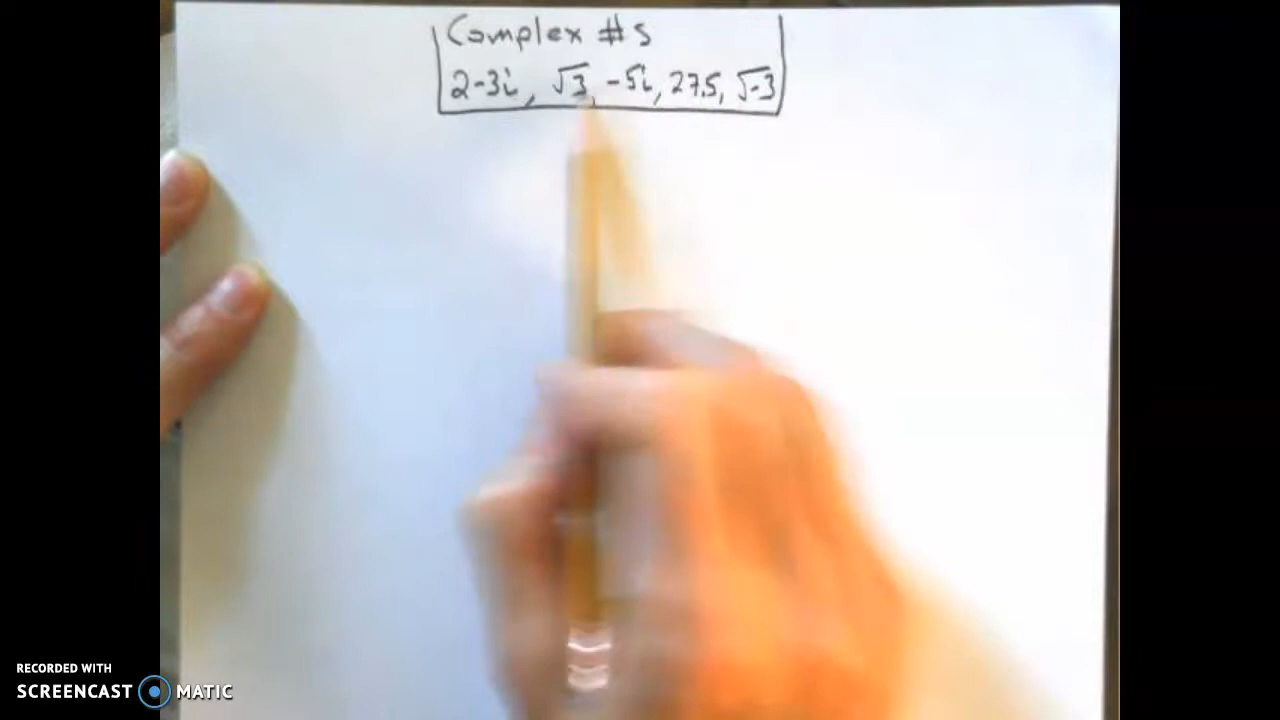 Complex #s
2-3i, √3, -5i, 27.5, √-3
RECORDED WITH
SCREENCAST MATIC